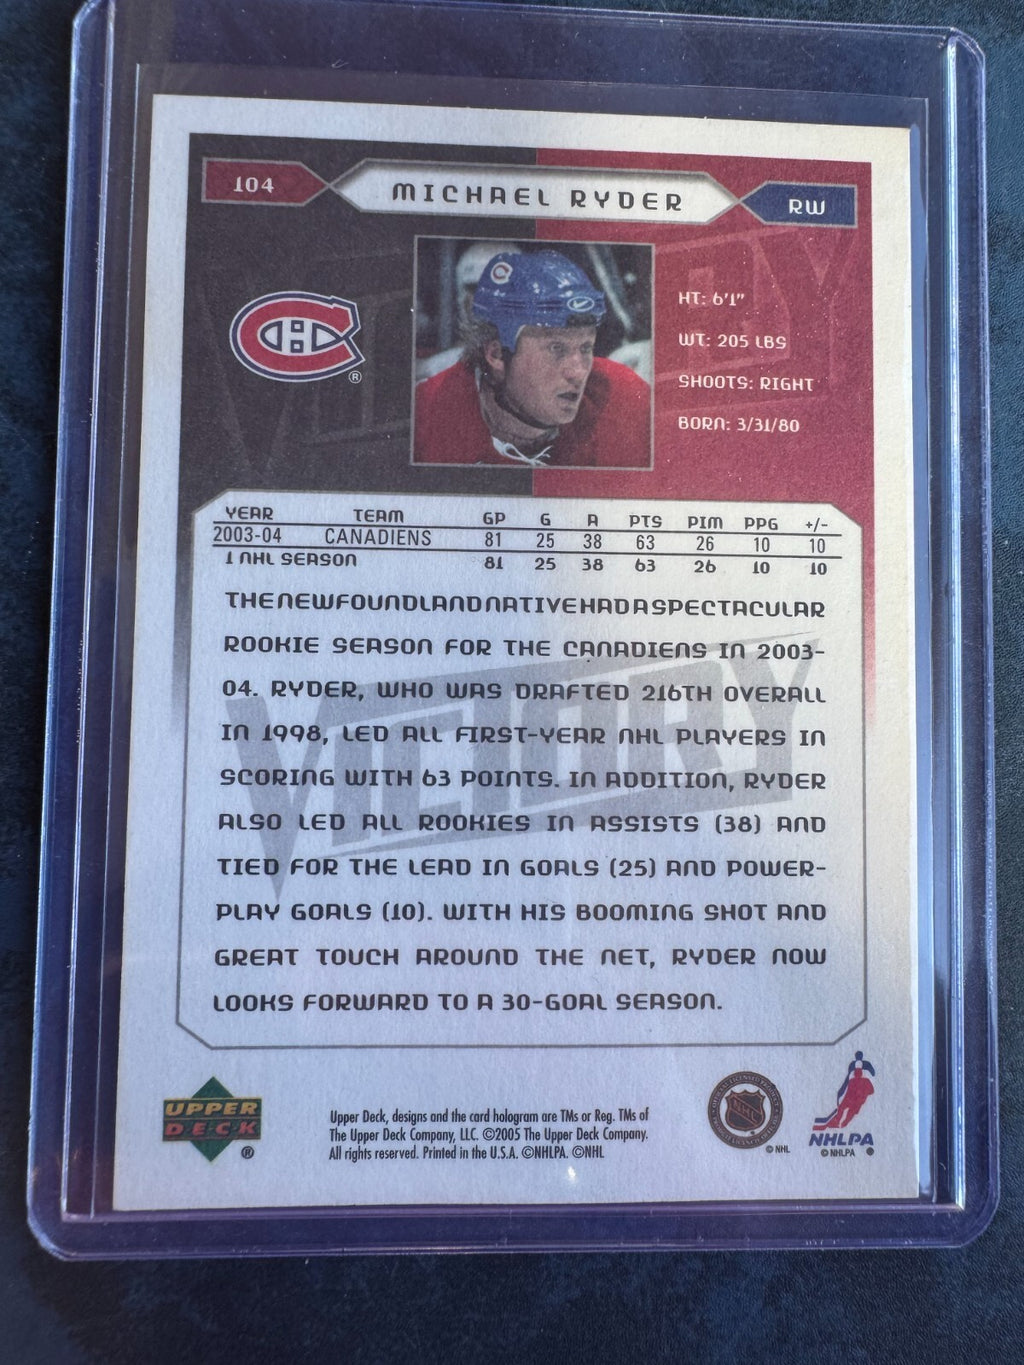 104
MICHAEL RYDER
RW
HT: 6'1"
WT: 205 LBS
SHOOTS: RIGHT
BORN: 3/31/80
®
YEAR TEAM GP G A PTS PIM PPG +/-
2003-04 CANADIENS 81 25 38 63 26 10 10
1 NHL SEASON 81 25 38 63 26 10 10
VICTORY
THE NEWFOUNDLAND NATIVE HAD A SPECTACULAR
ROOKIE SEASON FOR THE CANADIENS IN 2003-
04. RYDER, WHO WAS DRAFTED 216TH OVERALL
IN 1998, LED ALL FIRST-YEAR NHL PLAYERS IN
SCORING WITH 63 POINTS. IN ADDITION, RYDER
ALSO LED ALL ROOKIES IN ASSISTS (38) AND
TIED FOR THE LEAD IN GOALS (25) AND POWER-
PLAY GOALS (10). WITH HIS BOOMING SHOT AND
GREAT TOUCH AROUND THE NET, RYDER NOW
LOOKS FORWARD TO A 30-GOAL SEASON.
UPPER
DECK
®
Upper Deck, designs and the card hologram are TMs or Reg. TMs of
The Upper Deck Company, LLC. ©2005 The Upper Deck Company.
All rights reserved. Printed in the U.S.A. ©NHLPA. ©NHL
NHL
© NHL
NHLPA
© NHLPA